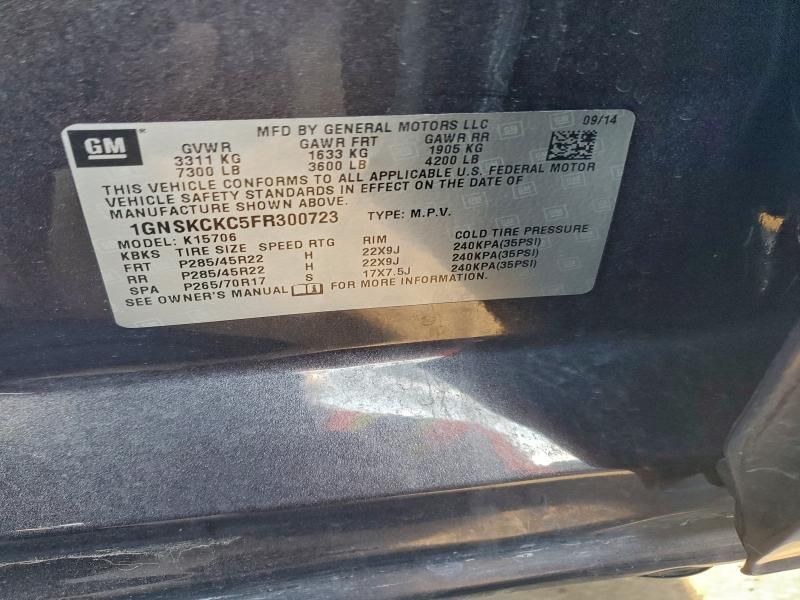 GM
MFD BY GENERAL MOTORS LLC 09/14
GVWR GAWR FRT GAWR RR
3311 KG 1633 KG 1905 KG
7300 LB 3600 LB 4200 LB
THIS VEHICLE CONFORMS TO ALL APPLICABLE U.S. FEDERAL MOTOR
VEHICLE SAFETY STANDARDS IN EFFECT ON THE DATE OF
MANUFACTURE SHOWN ABOVE.
1GNSKCKC5FR300723 TYPE: M.P.V.
MODEL: K15706
KBKS TIRE SIZE SPEED RTG RIM COLD TIRE PRESSURE
FRT P285/45R22 H 22X9J 240KPA(35PSI)
RR P285/45R22 H 22X9J 240KPA(35PSI)
SPA P265/70R17 S 17X7.5J 240KPA(35PSI)
SEE OWNER'S MANUAL FOR MORE INFORMATION.